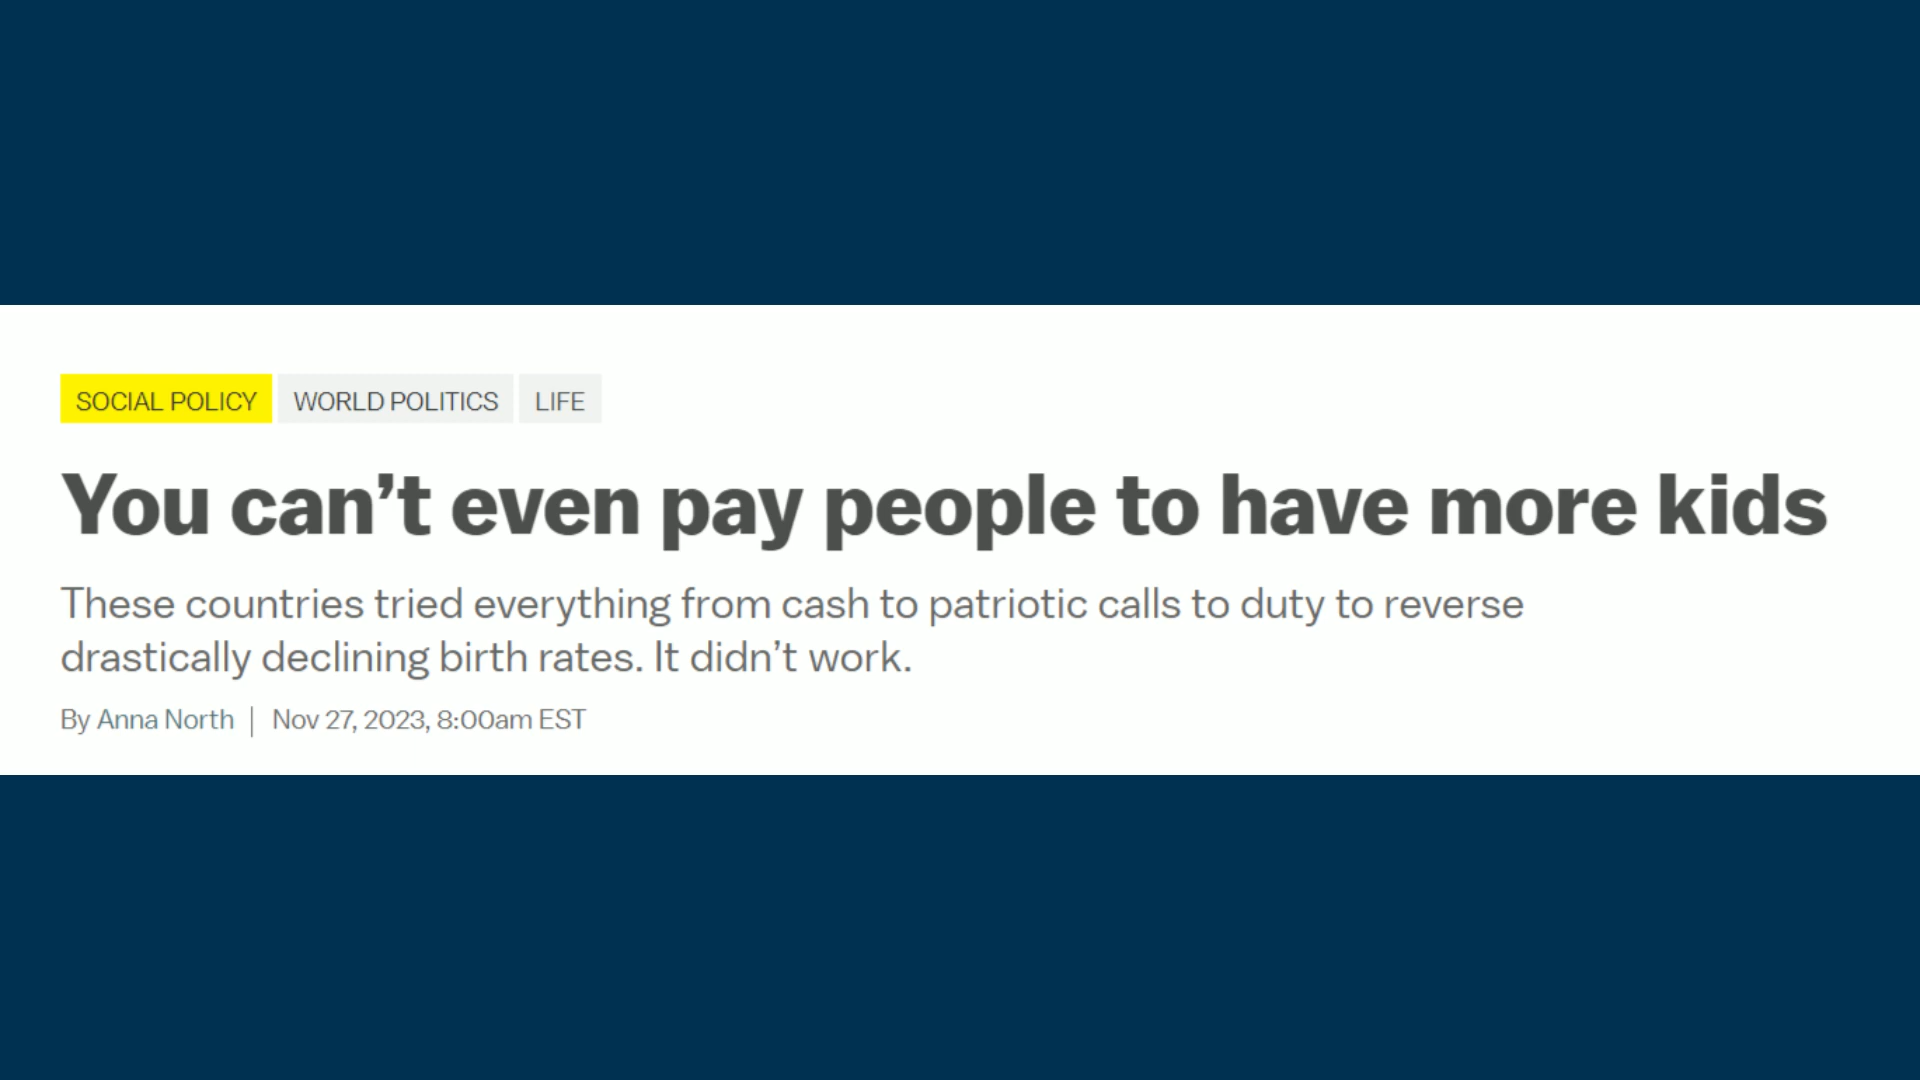 SOCIAL POLICY WORLD POLITICS LIFE
You can’t even pay people to have more kids
These countries tried everything from cash to patriotic calls to duty to reverse
drastically declining birth rates. It didn’t work.
By Anna North | Nov 27, 2023, 8:00am EST